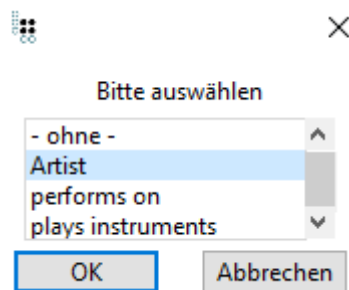 Bitte auswählen
- ohne -
Artist
performs on
plays instruments
OK Abbrechen